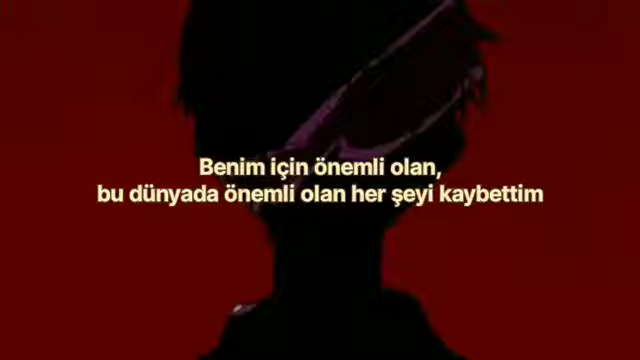 Benim için önemli olan,
bu dünyada önemli olan her şeyi kaybettim